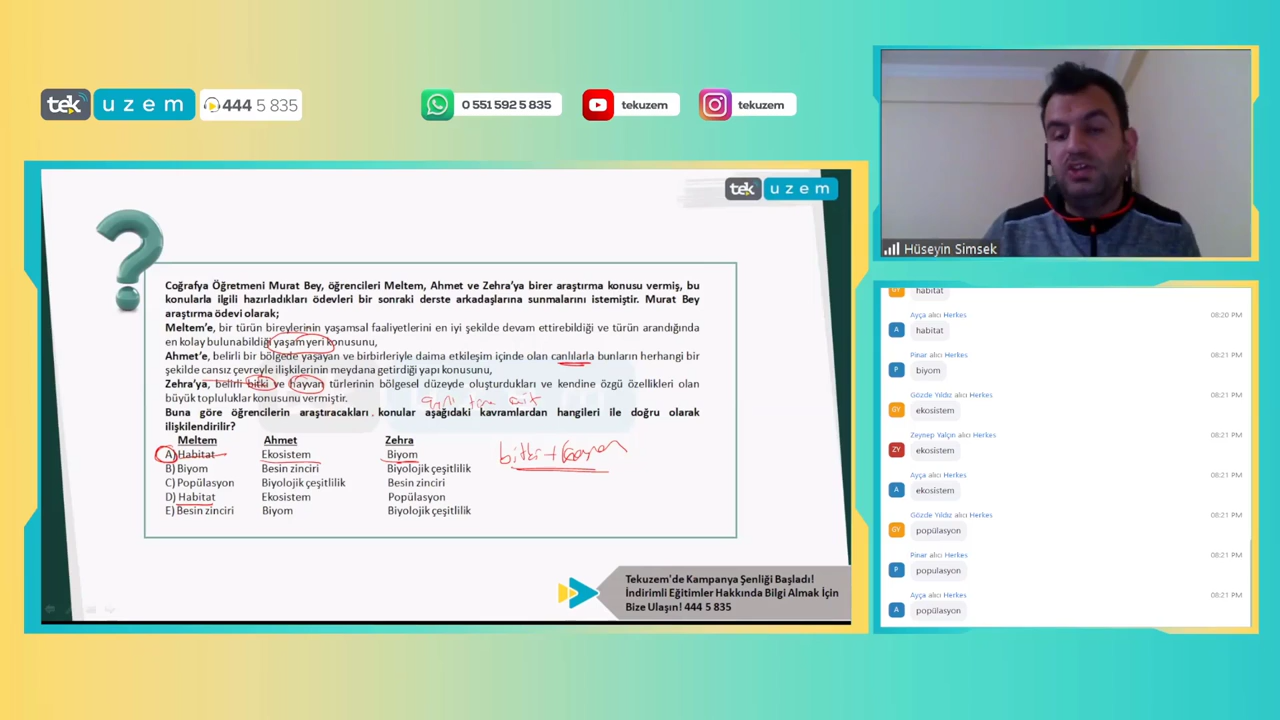 tek uzem 444 5 835
0 551 592 5 835 tekuzem tekuzem
Hüseyin Simsek
tek uzem
?
Coğrafya Öğretmeni Murat Bey, öğrencileri Meltem, Ahmet ve Zehra'ya birer araştırma konusu vermiş, bu
konularla ilgili hazırladıkları ödevleri bir sonraki derste arkadaşlarına sunmalarını istemiştir. Murat Bey
araştırma ödevi olarak;
Meltem'e, bir türün bireylerinin yaşamsal faaliyetlerini en iyi şekilde devam ettirebildiği ve türün arandığında
en kolay bulunabildiği yaşam yeri konusunu,
Ahmet'e, belirli bir bölgede yaşayan ve birbirleriyle daima etkileşim içinde olan canlılarla bunların herhangi bir
şekilde cansız çevreyle ilişkilerinin meydana getirdiği yapı konusunu,
Zehra'ya, belirli bitki ve hayvan türlerinin bölgesel düzeyde oluşturdukları ve kendine özgü özellikleri olan
büyük topluluklar konusunu vermiştir.
Buna göre öğrencilerin araştıracakları konular aşağıdaki kavramlardan hangileri ile doğru olarak
ilişkilendirilir?
Meltem Ahmet Zehra
A) Habitat Ekosistem Biyom
B) Biyom Besin zinciri Biyolojik çeşitlilik
C) Popülasyon Biyolojik çeşitlilik Besin zinciri
D) Habitat Ekosistem Popülasyon
E) Besin zinciri Biyom Biyolojik çeşitlilik
bitki +
Tekuzem'de Kampanya Şenliği Başladı!
İndirimli Eğitimler Hakkında Bilgi Almak İçin
Bize Ulaşın! 444 5 835
GY habitat
Ayça alıcı Herkes 08:20 PM
A habitat
Pinar alıcı Herkes 08:21 PM
P biyom
Gözde Yıldız alıcı Herkes 08:21 PM
GY ekosistem
Zeynep Yalçın alıcı Herkes 08:21 PM
ZY ekosistem
Ayça alıcı Herkes 08:21 PM
A ekosistem
Gözde Yıldız alıcı Herkes 08:21 PM
GY popülasyon
Pinar alıcı Herkes 08:21 PM
P populasyon
Ayça alıcı Herkes 08:21 PM
A popülasyon